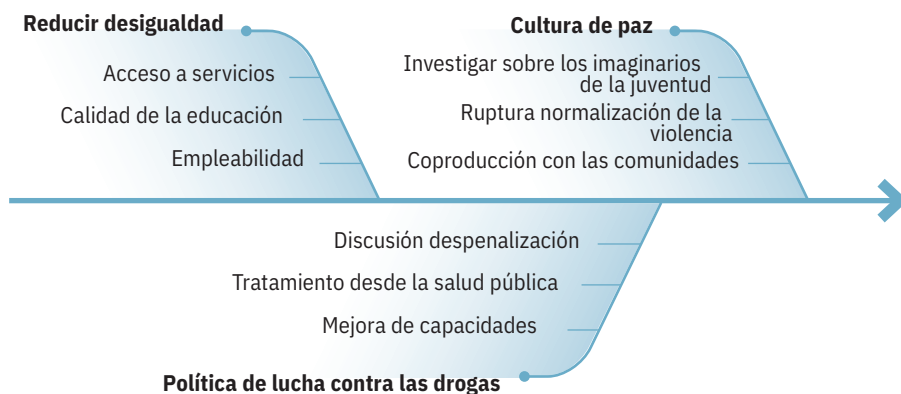 Reducir desigualdad
Acceso a servicios
Calidad de la educación
Empleabilidad
Cultura de paz
Investigar sobre los imaginarios
de la juventud
Ruptura normalización de la
violencia
Coproducción con las comunidades
Discusión despenalización
Tratamiento desde la salud pública
Mejora de capacidades
Política de lucha contra las drogas